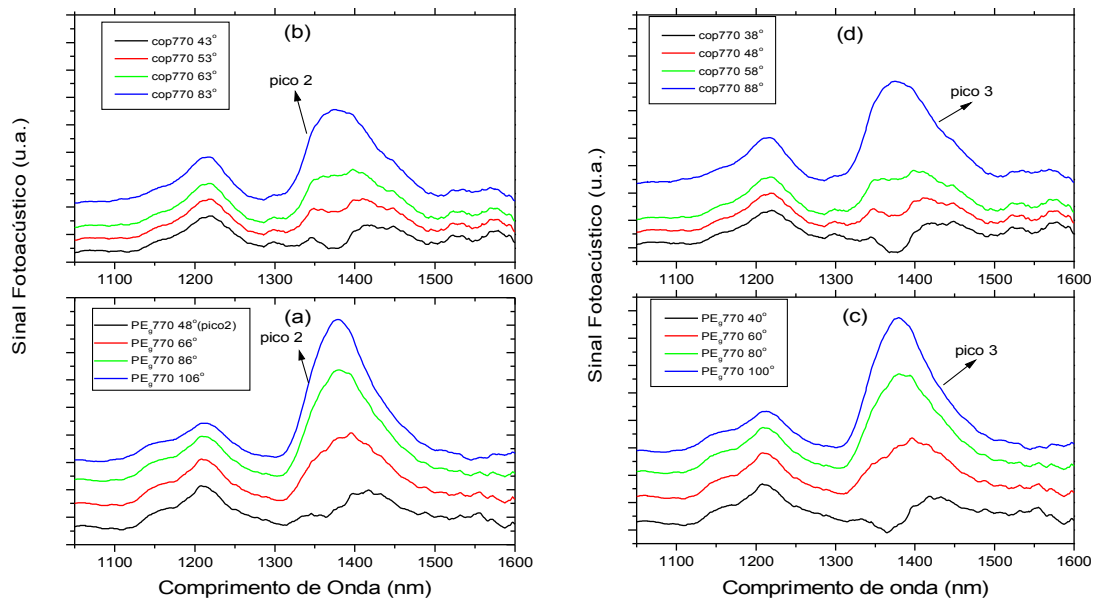 Sinal Fotoacústico (u.a.)
(b)
cop770 43°
cop770 53°
cop770 63°
cop770 83°
pico 2
1100 1200 1300 1400 1500 1600
(a)
PEg770 48°(pico2)
PEg770 66°
PEg770 86°
PEg770 106°
pico 2
1100 1200 1300 1400 1500 1600
Comprimento de Onda (nm)
Sinal Fotoacústico (u.a.)
(d)
cop770 38°
cop770 48°
cop770 58°
cop770 88°
pico 3
1100 1200 1300 1400 1500 1600
(c)
PEg770 40°
PEg770 60°
PEg770 80°
PEg770 100°
pico 3
1100 1200 1300 1400 1500 1600
Comprimento de onda (nm)